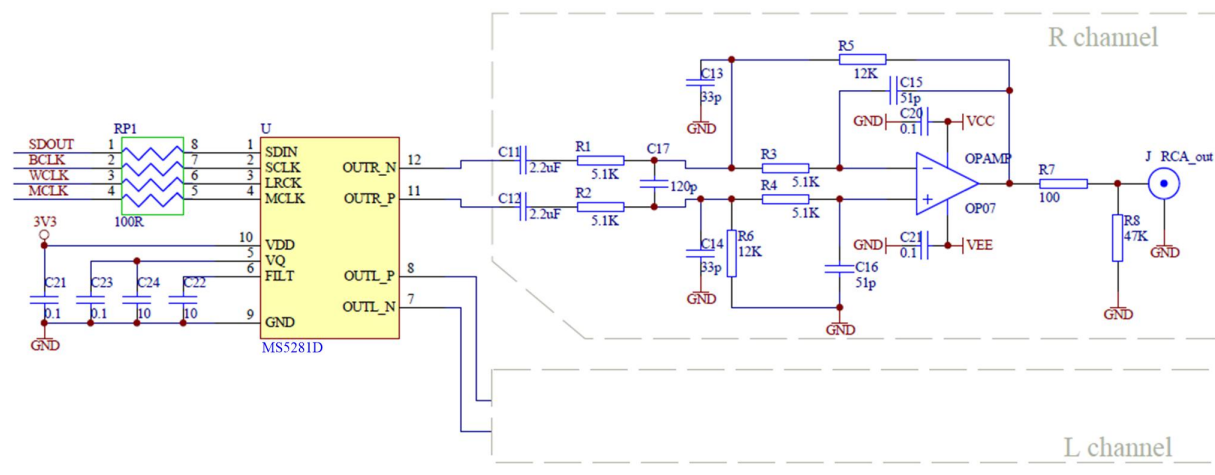 R channel
R5
12K
C13
33p
GND
C15
51p
C20
0.1
GND
VCC
RP1
U
SDOUT
1
8
1
SDIN
BCLK
2
7
2
SCLK
WCLK
3
6
3
LRCK
MCLK
4
5
4
MCLK
100R
OUTR_N
12
OUTR_P
11
C11
2.2uF
R1
5.1K
C17
120p
C12
2.2uF
R2
5.1K
R3
5.1K
R4
5.1K
OPAMP
OP07
R7
100
J RCA_out
R8
47K
GND
GND
3V3
10
VDD
5
VQ
6
FILT
9
GND
OUTL_P
8
OUTL_N
7
C21
0.1
C23
0.1
C24
10
C22
10
GND
MS5281D
C14
33p
GND
R6
12K
C16
51p
GND
GND
C21
0.1
VEE
L channel